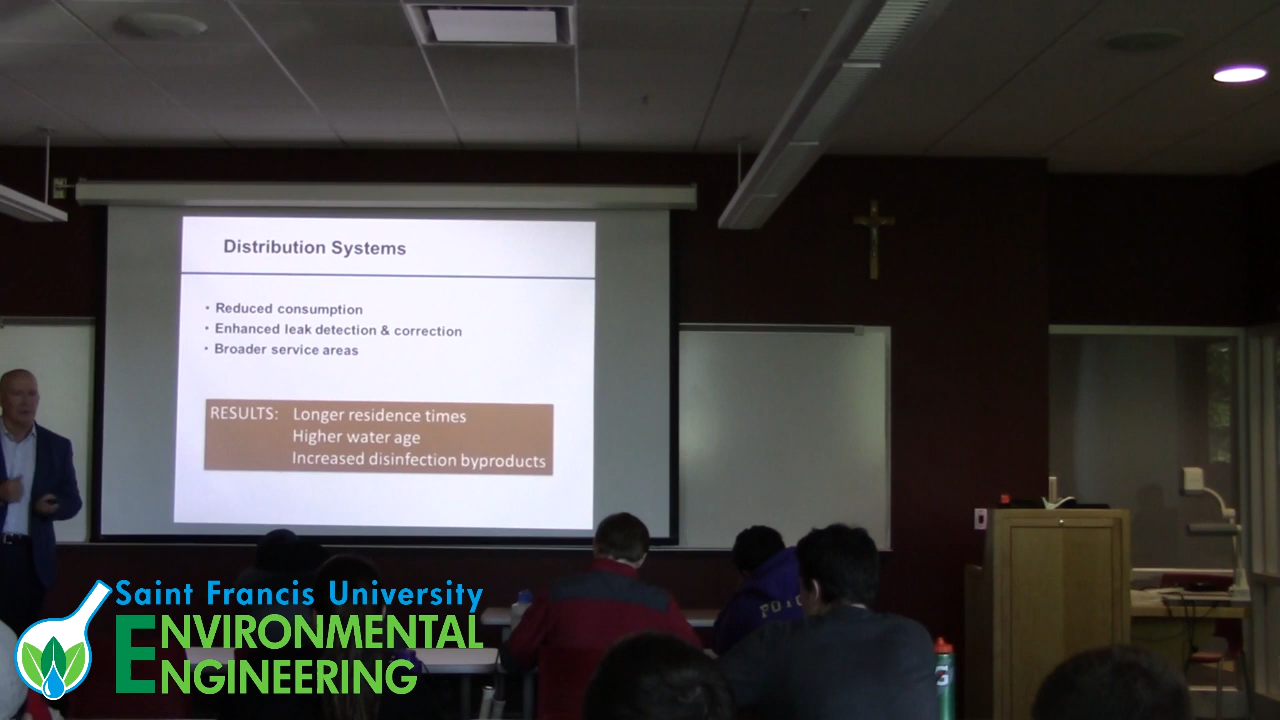 Distribution Systems
• Reduced consumption
• Enhanced leak detection & correction
• Broader service areas
RESULTS: Longer residence times
Higher water age
Increased disinfection byproducts
Saint Francis University
ENVIRONMENTAL
ENGINEERING
G